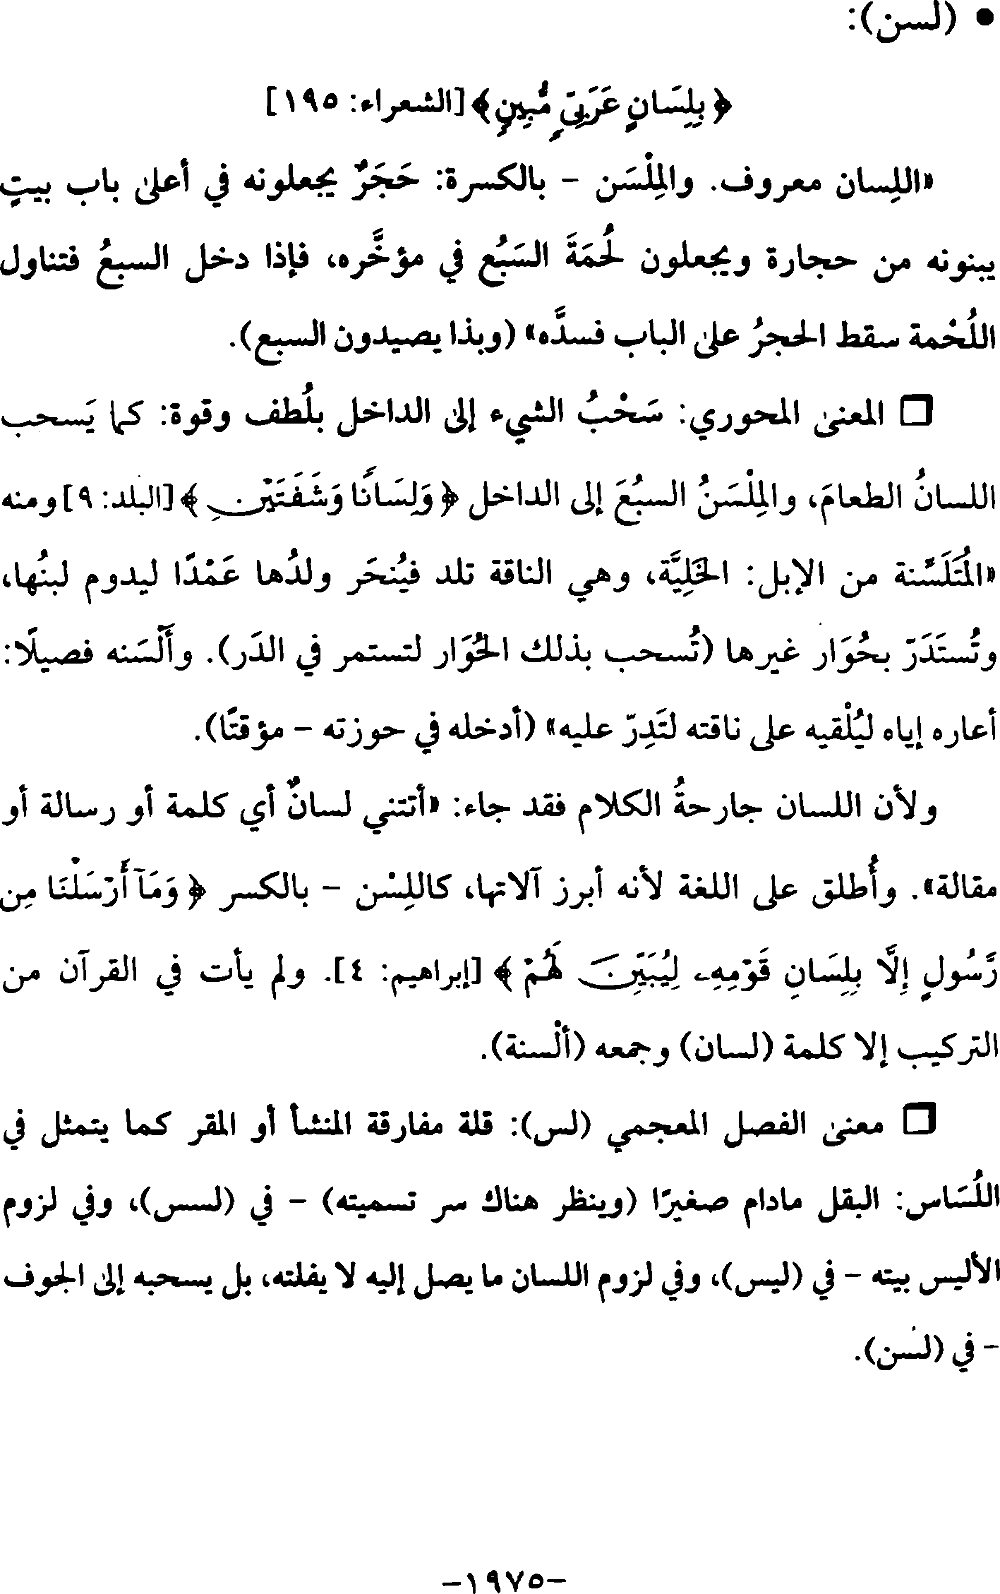 • (لسن):
﴿بِلِسَانٍ عَرَبِيٍّ مُّبِينٍ﴾ [الشعراء: ١٩٥]
«اللِسان معروف. والمِلْسَن – بالكسرة: حَجَرٌ يجعلونه في أعلى باب بيتٍ
يبنونه من حجارة ويجعلون لُحمَةَ السَبُع في مؤخَّره، فإذا دخل السبعُ فتناول
اللُحْمة سقط الحجرُ على الباب فسدَّه» (وبذا يصيدون السبع).
❒ المعنى المحوري: سَحْبُ الشيء إلى الداخل بلُطف وقوة: كما يَسحب
اللسانُ الطعامَ، والمِلْسَنُ السبُعَ إلى الداخل ﴿وَلِسَانًا وَشَفَتَيْنِ﴾ [البلد: ٩] ومنه
«المُتَلَسَّنة من الإبل: الخَلِيَّة، وهي الناقة تلد فيُنحَر ولدُها عَمْدًا ليدوم لبنُها،
وتُستَدَرّ بحُوَار غيرها (تُسحب بذلك الحُوَار لتستمر في الدَر). وأَلْسَنه فصيلًا:
أعاره إياه ليُلْقيه على ناقته لتَدِرّ عليه» (أدخله في حوزته – مؤقتًا).
ولأن اللسان جارحةُ الكلام فقد جاء: «أتتني لسانٌ أي كلمة أو رسالة أو
مقالة». وأُطلق على اللغة لأنه أبرز آلاتها، كاللِسْن – بالكسر ﴿وَمَآ أَرْسَلْنَا مِن
رَّسُولٍ إِلَّا بِلِسَانِ قَوْمِهِۦ لِيُبَيِّنَ لَهُمْ﴾ [إبراهيم: ٤]. ولم يأت في القرآن من
التركيب إلا كلمة (لسان) وجمعه (ألْسنة).
❒ معنى الفصل المعجمي (لس): قلة مفارقة المنشأ أو المقر كما يتمثل في
اللُسَاس: البقل مادام صغيرًا (وينظر هناك سر تسميته) – في (لسس)، وفي لزوم
الأليس بيته – في (ليس)، وفي لزوم اللسان ما يصل إليه لا يفلته، بل يسحبه إلى الجوف
– في (لسن).
–١٩٧٥–